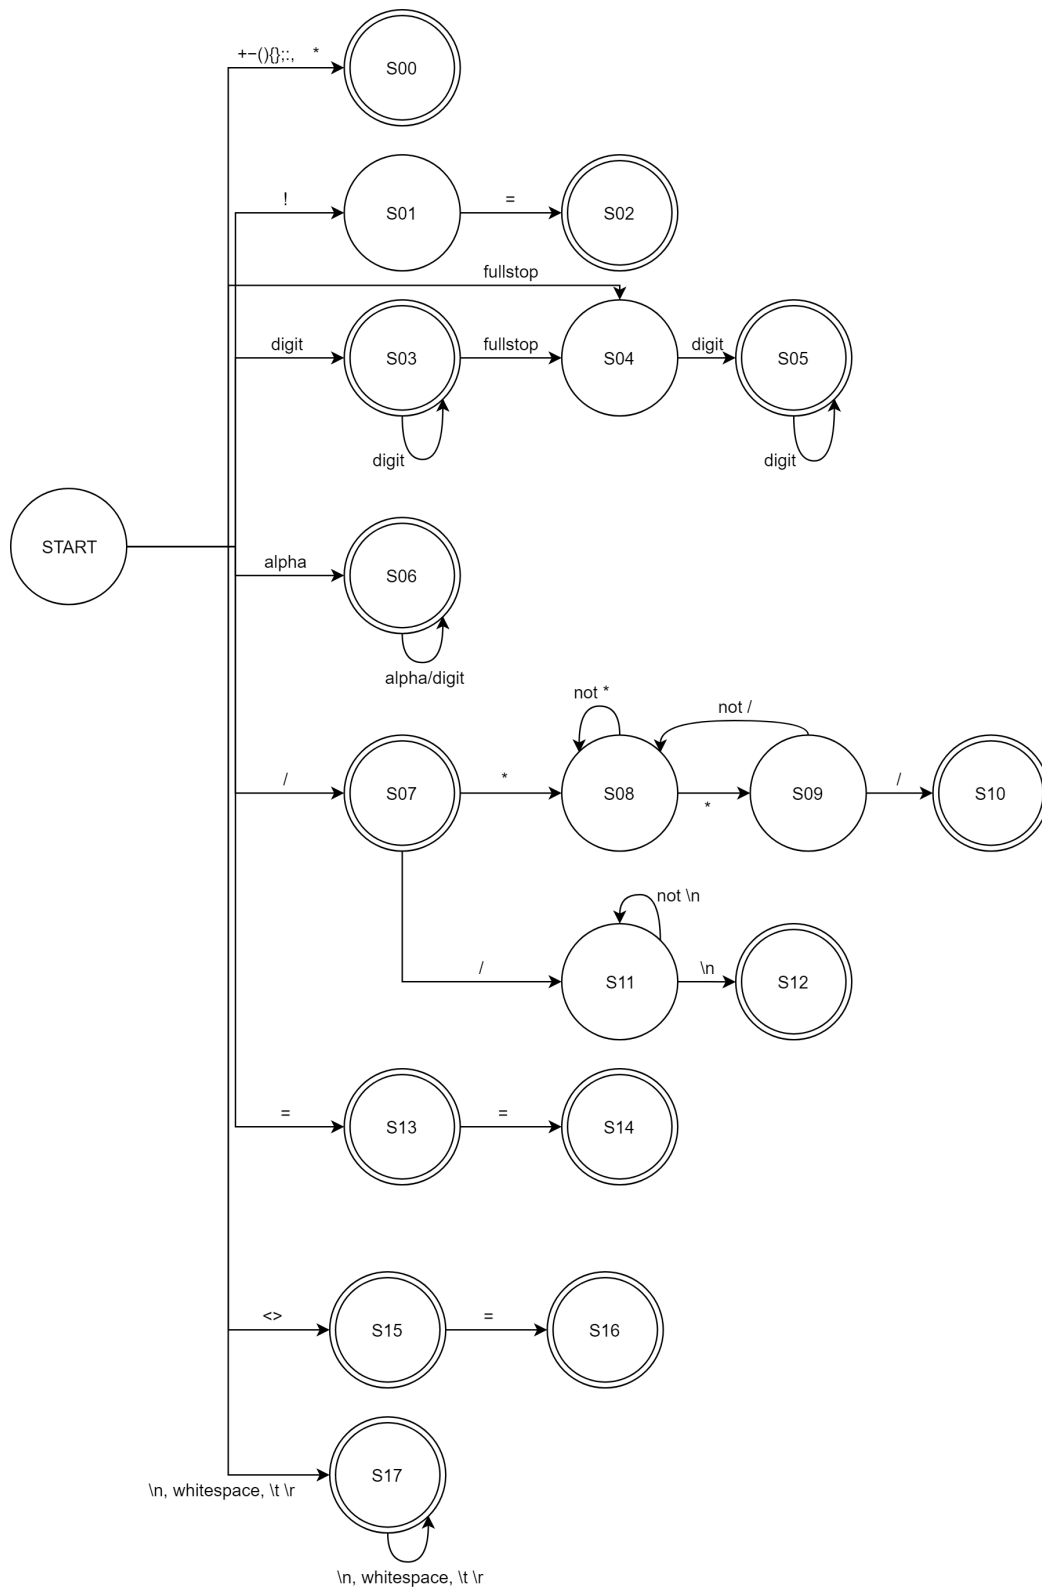 +−(){};:, *
S00
!
S01
=
S02
fullstop
digit
S03
fullstop
S04
digit
S05
digit
digit
START
alpha
S06
alpha/digit
not *
not /
/
S07
*
S08
*
S09
/
S10
not \n
/
S11
\n
S12
=
S13
=
S14
<>
S15
=
S16
S17
\n, whitespace, \t \r
\n, whitespace, \t \r